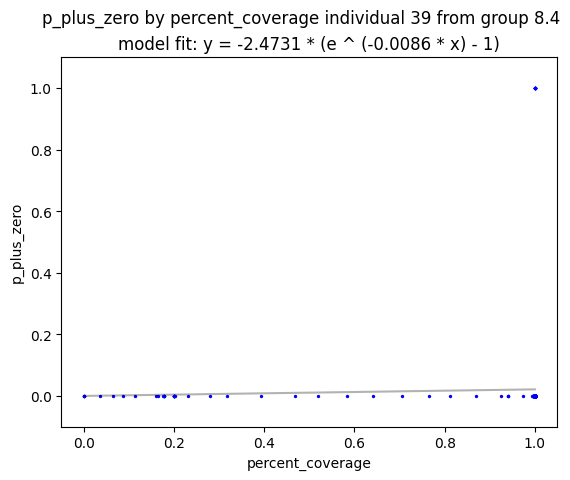 p_plus_zero by percent_coverage individual 39 from group 8.4
model fit: y = -2.4731 * (e ^ (-0.0086 * x) - 1)
1.0
0.8
0.6
0.4
0.2
0.0
p_plus_zero
0.0 0.2 0.4 0.6 0.8 1.0
percent_coverage